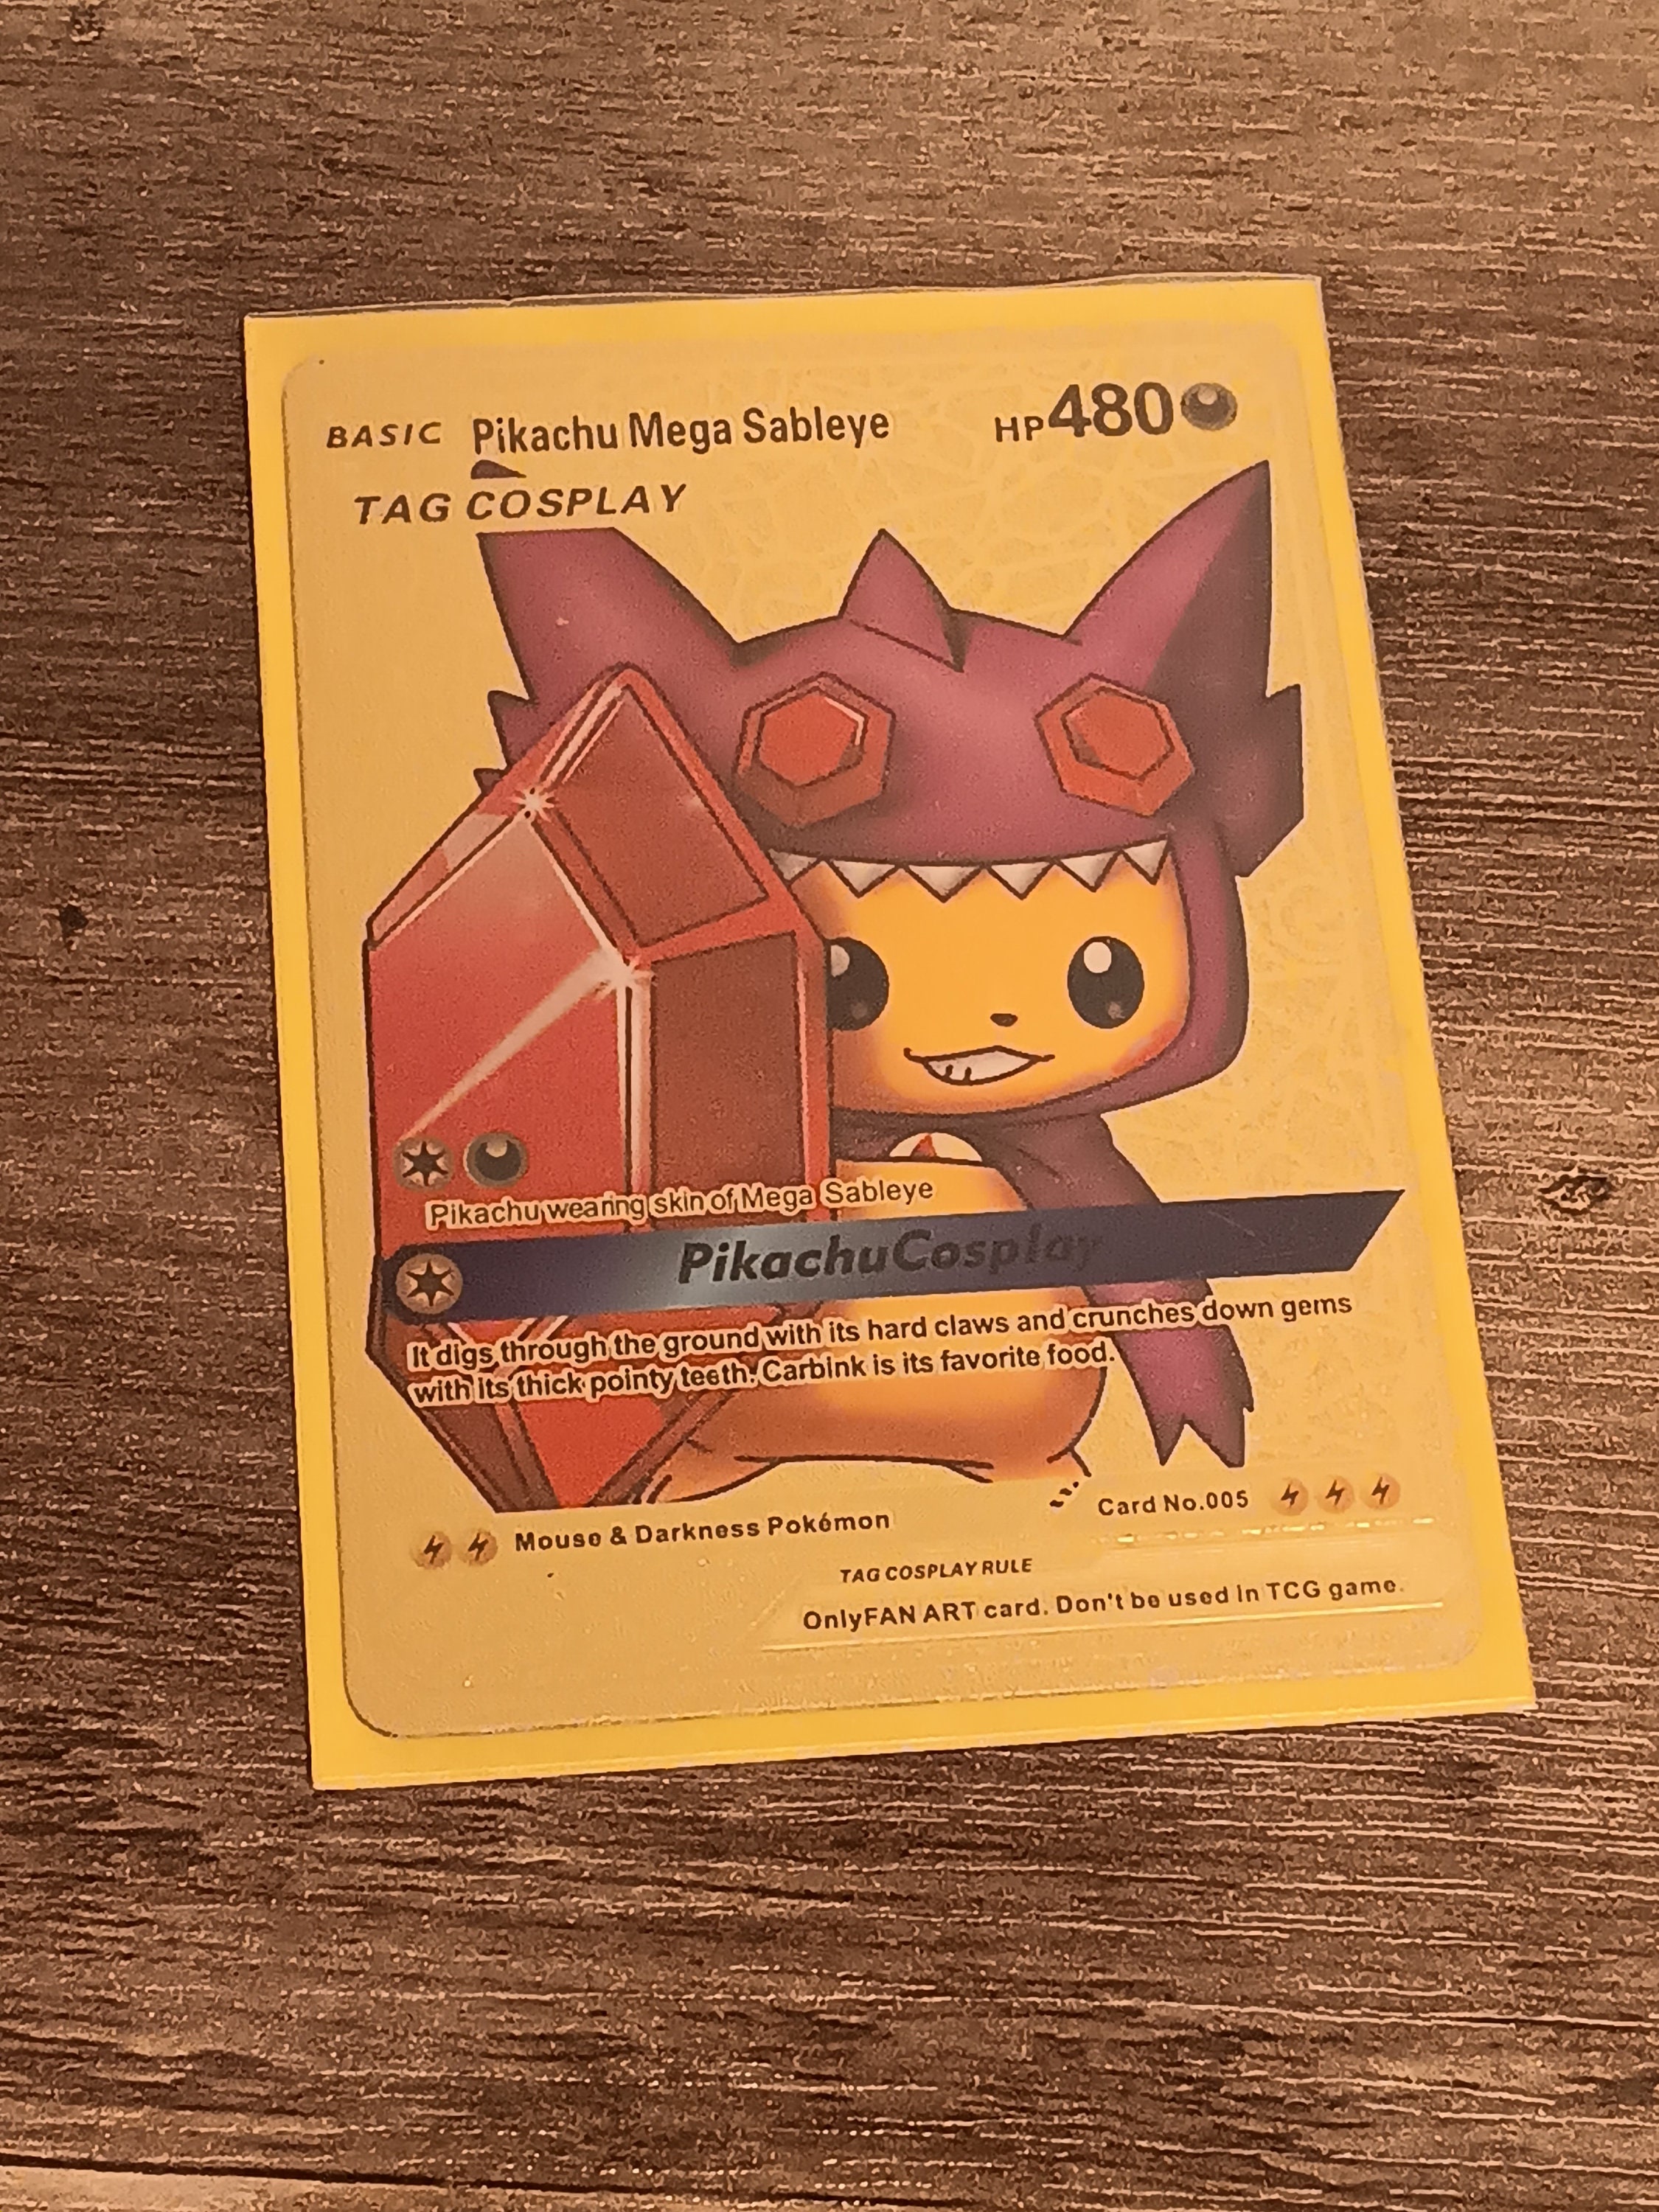 BASIC Pikachu Mega Sableye HP480
TAG COSPLAY
Pikachu wearing skin of Mega Sableye
PikachuCosplay
It digs through the ground with its hard claws and crunches down gems
with its thick pointy teeth. Carbink is its favorite food.
Mouse & Darkness Pokémon Card No.005
TAG COSPLAY RULE
OnlyFAN ART card. Don't be used in TCG game.